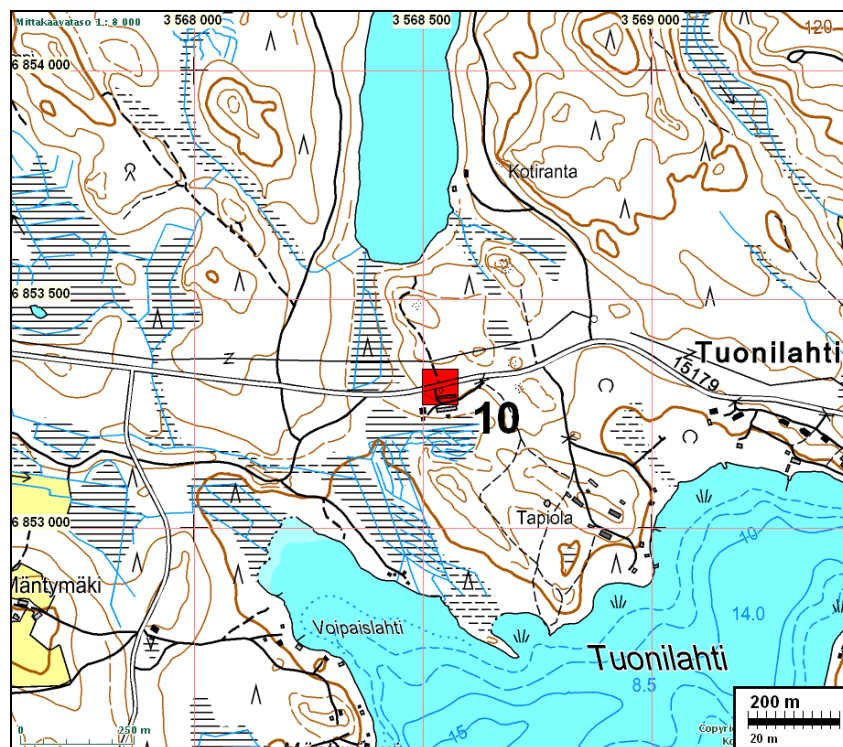 Mittakaavataso 1 : 8 000
3 568 000
3 568 500
3 569 000
120
6 854 000
Kotiranta
6 853 500
Tuonilahti
15179
10
6 853 000
Tapiola
10
Mäntymäki
14.0
Voipaislahti
Tuonilahti
8.5
15
200 m
20 m
0
250 m